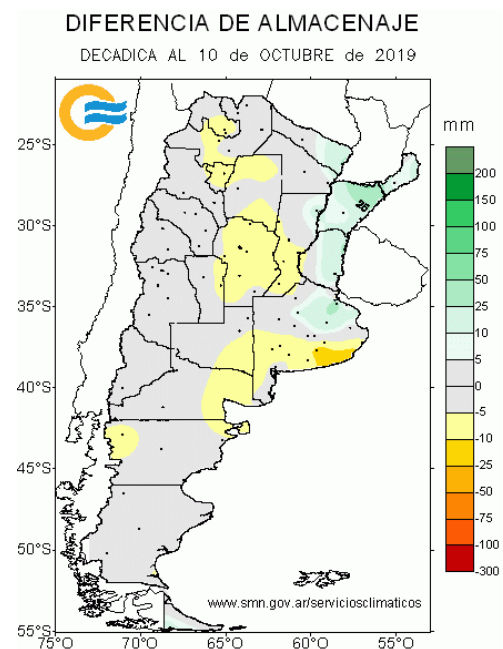 DIFERENCIA DE ALMACENAJE
DECADICA AL 10 de OCTUBRE de 2019
mm
200
150
100
75
50
25
10
5
0
-5
-10
-25
-50
-75
-100
-300
25°S
30°S
35°S
40°S
45°S
50°S
55°S
75°O
70°O
65°O
60°O
55°O
www.smn.gov.ar/serviciosclimaticos